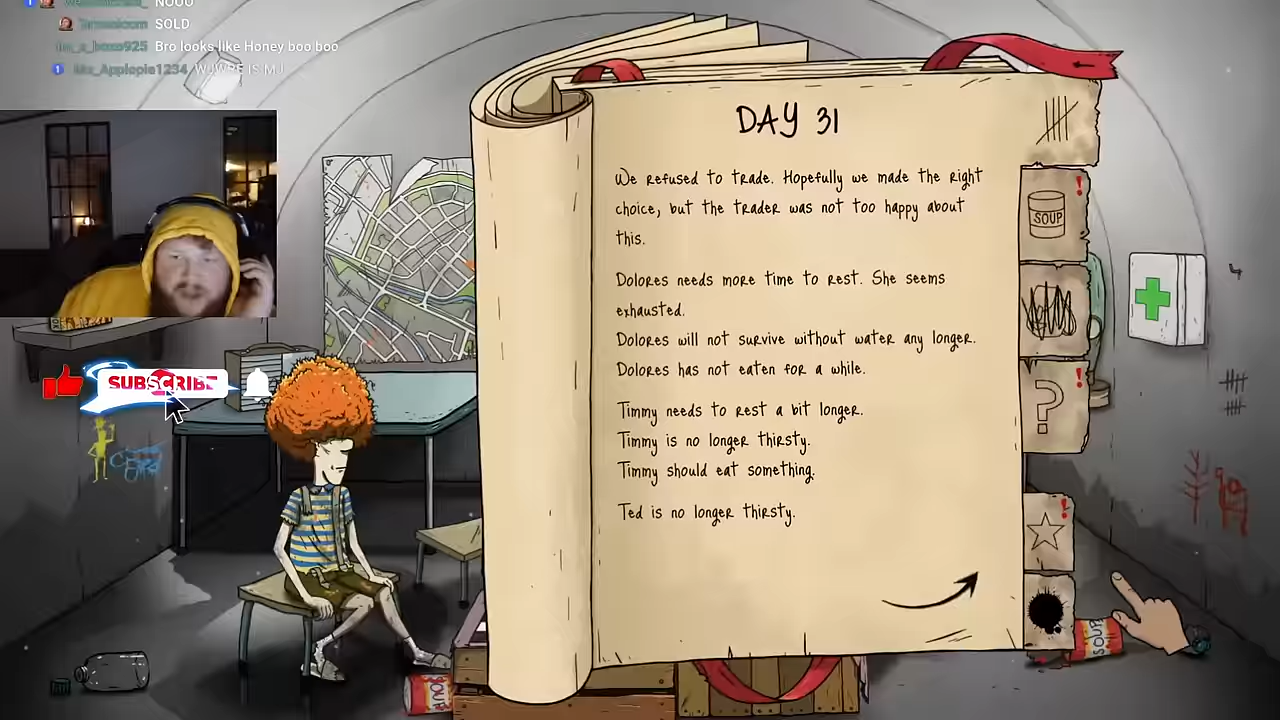 NOOO
SOLD
Bro looks like Honey boo boo
DAY 31
We refused to trade. Hopefully we made the right
choice, but the trader was not too happy about
this.
Dolores needs more time to rest. She seems
exhausted.
Dolores will not survive without water any longer.
Dolores has not eaten for a while.
Timmy needs to rest a bit longer.
Timmy is no longer thirsty.
Timmy should eat something.
Ted is no longer thirsty.
SOUP
!
?
!
!
SUBSCRIBE
SOUP
SOUP